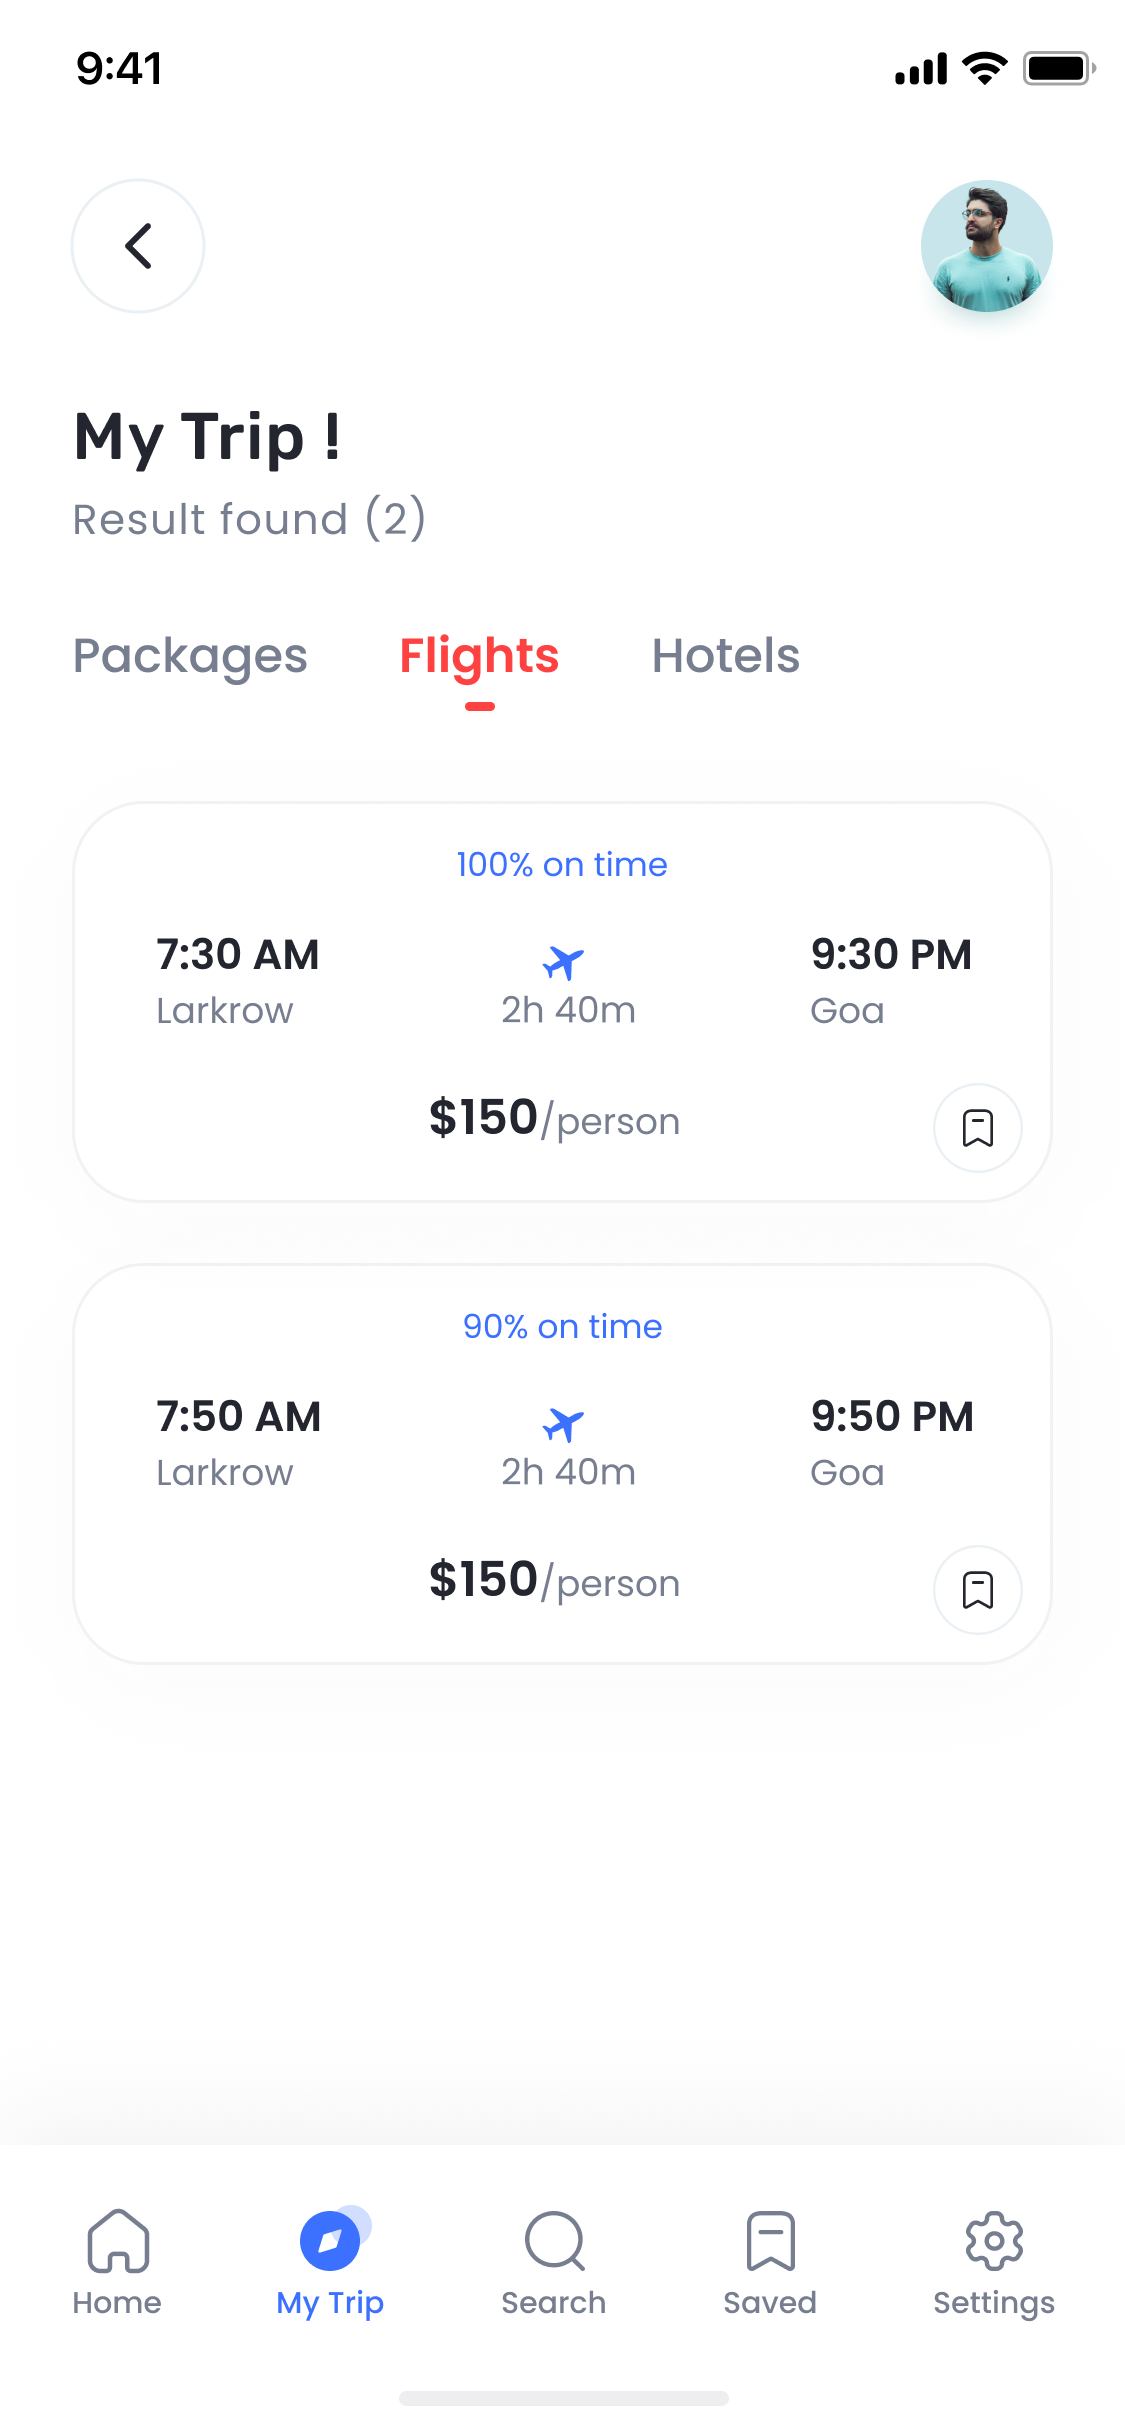 9:41
My Trip !
Result found (2)
Packages Flights Hotels
100% on time
7:30 AM 9:30 PM
Larkrow 2h 40m Goa
$150/person
90% on time
7:50 AM 9:50 PM
Larkrow 2h 40m Goa
$150/person
Home My Trip Search Saved Settings